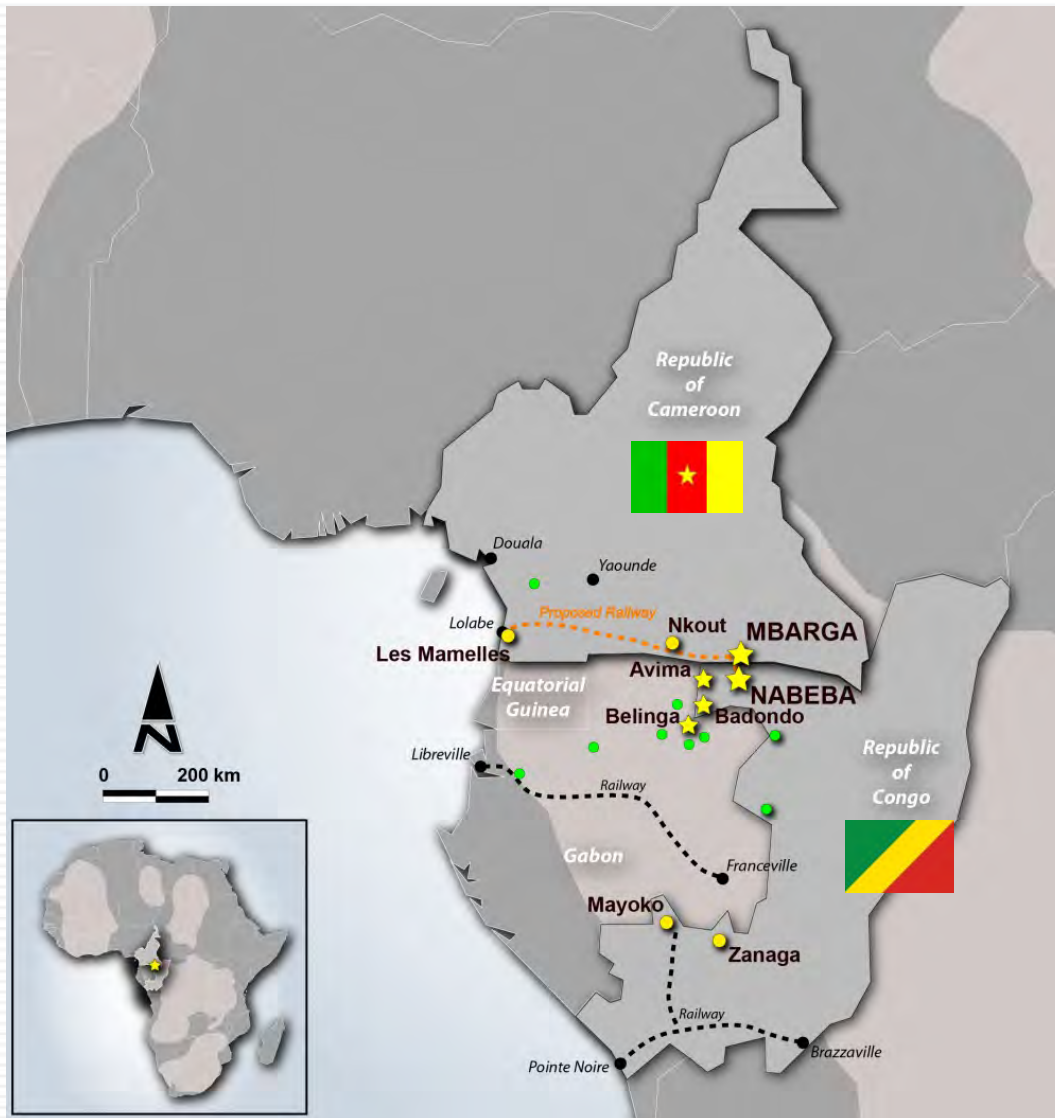 Republic
of
Cameroon
Douala
Yaounde
Proposed Railway
Nkout
Lolabe
MBARGA
Les Mamelles
Avima
Equatorial
Guinea
NABEBA
Belinga
Badondo
N
Libreville
Republic
of
Congo
0 200 km
Railway
Gabon
Franceville
Mayoko
Zanaga
Railway
Brazzaville
Pointe Noire